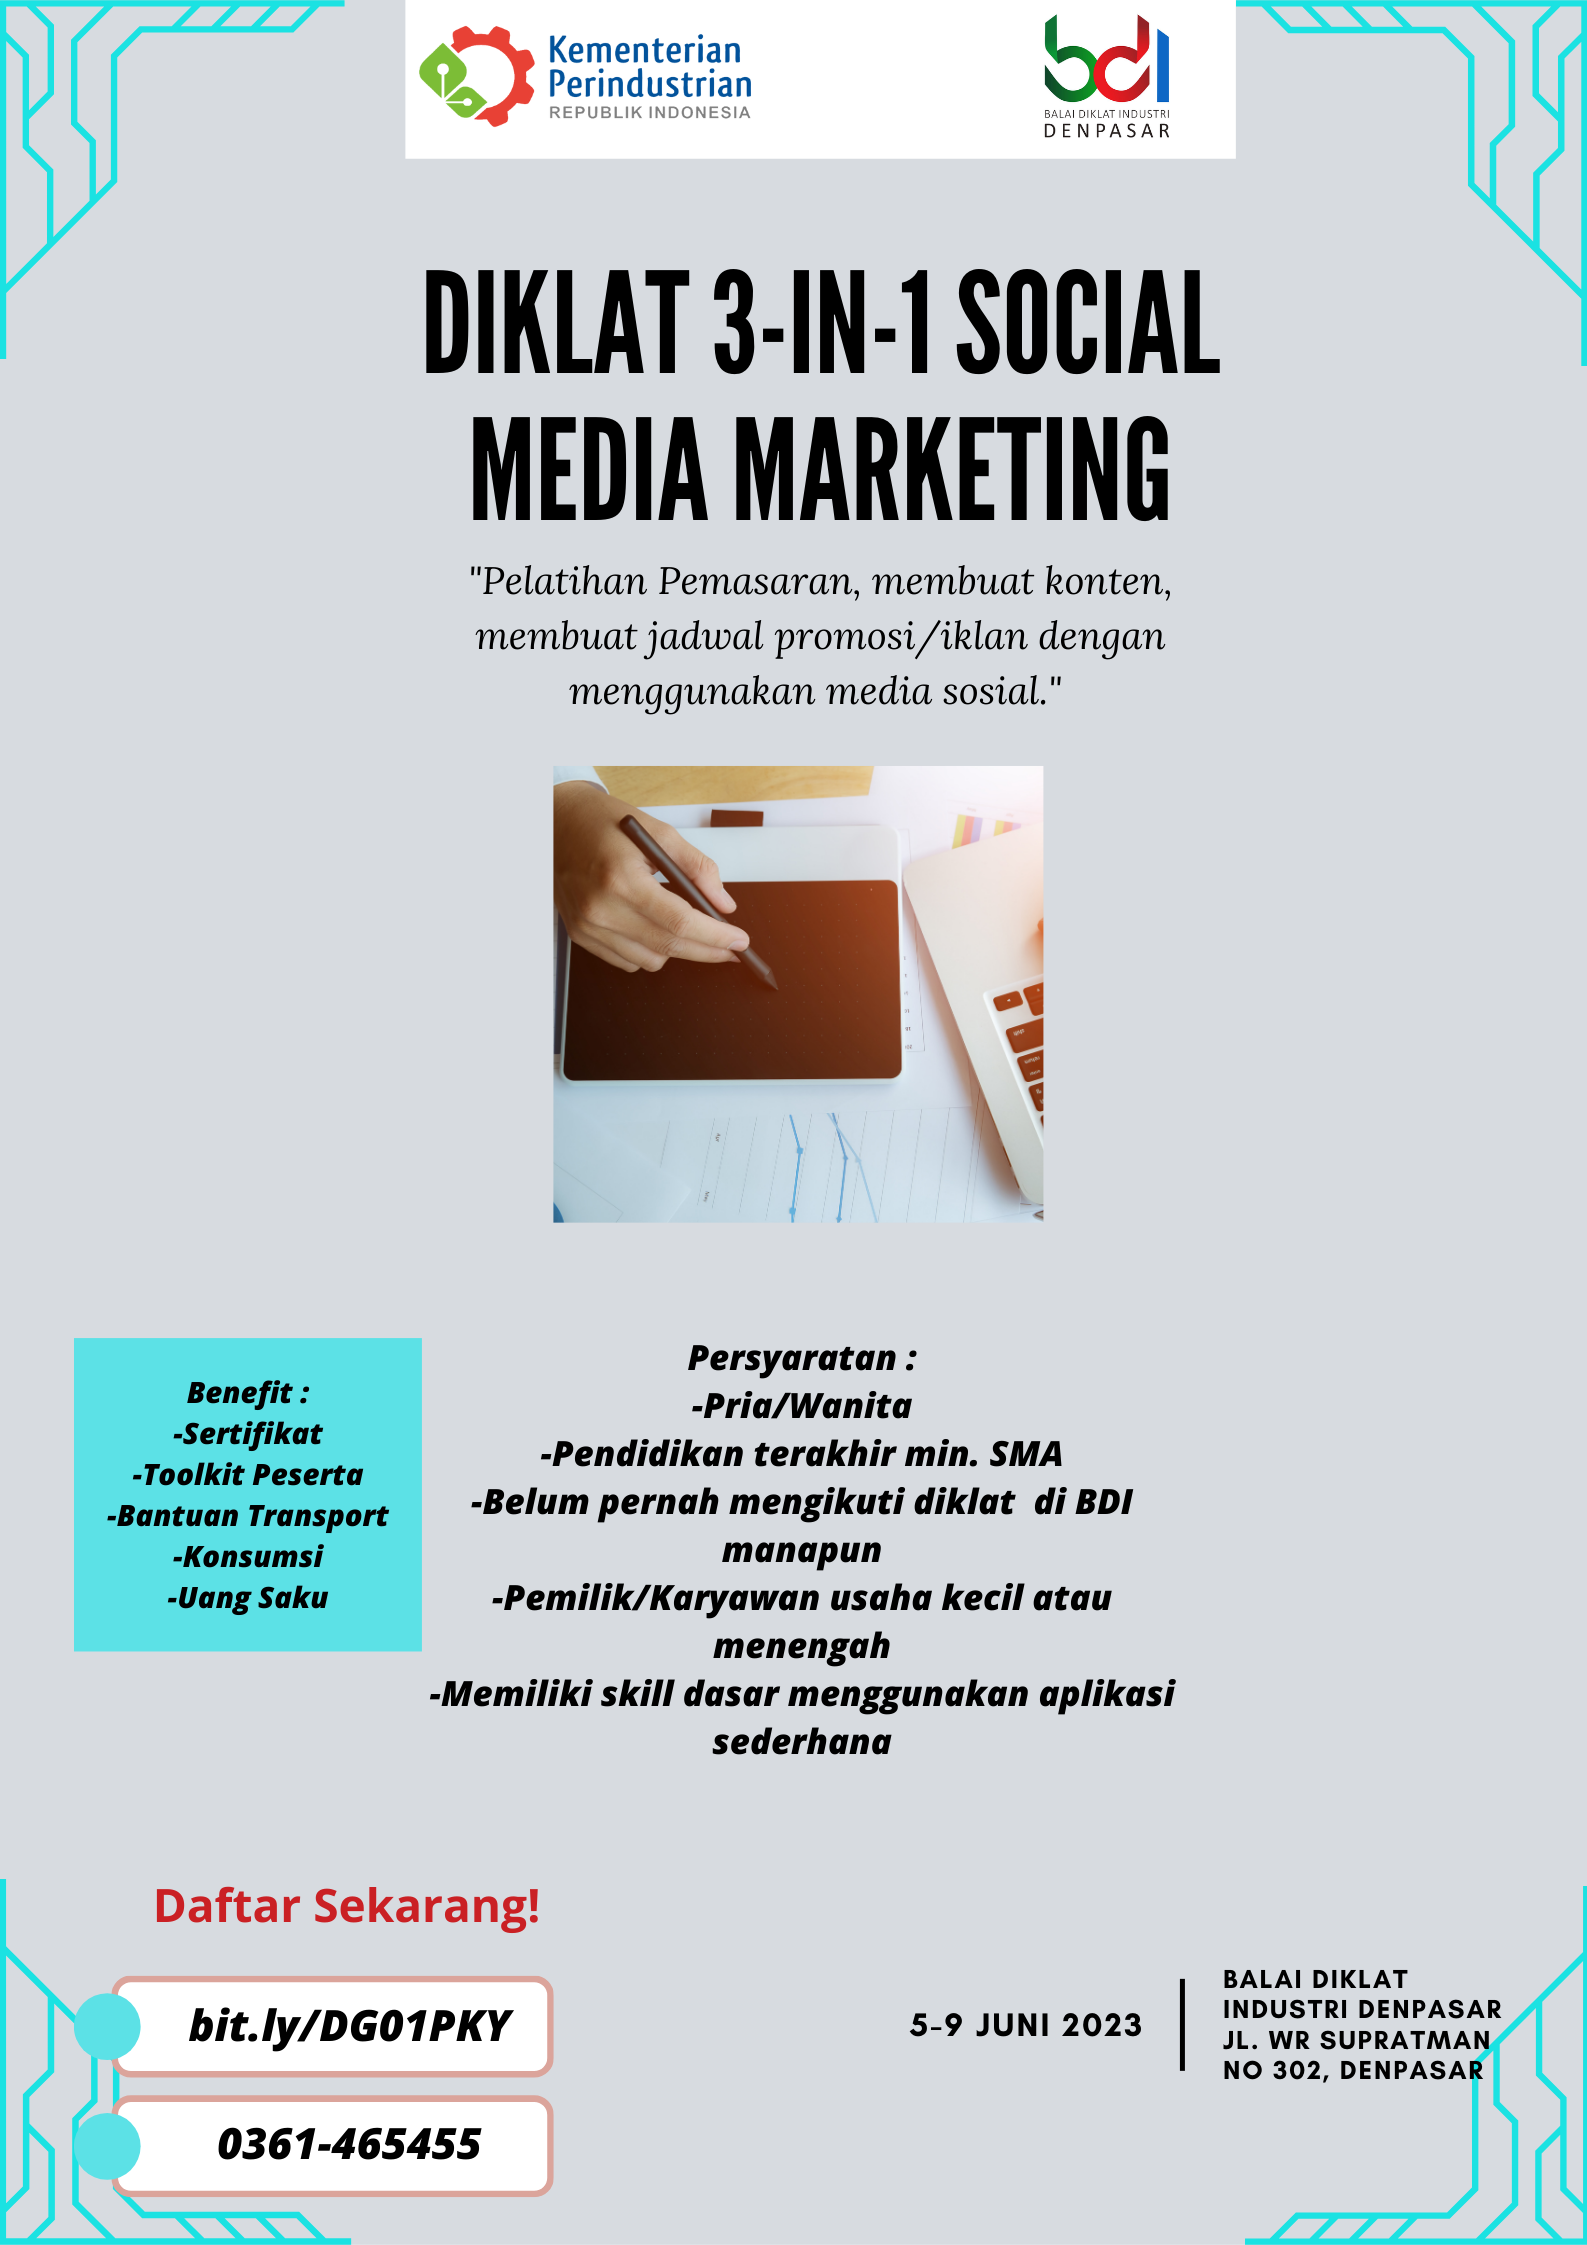 Kementerian
Perindustrian
REPUBLIK INDONESIA
bdi
BALAI DIKLAT INDUSTRI
DENPASAR
DIKLAT 3-IN-1 SOCIAL
MEDIA MARKETING
"Pelatihan Pemasaran, membuat konten,
membuat jadwal promosi/iklan dengan
menggunakan media sosial."
Benefit :
-Sertifikat
-Toolkit Peserta
-Bantuan Transport
-Konsumsi
-Uang Saku
Persyaratan :
-Pria/Wanita
-Pendidikan terakhir min. SMA
-Belum pernah mengikuti diklat  di BDI
manapun
-Pemilik/Karyawan usaha kecil atau
menengah
-Memiliki skill dasar menggunakan aplikasi
sederhana
Daftar Sekarang!
bit.ly/DG01PKY
0361-465455
5-9 JUNI 2023
BALAI DIKLAT
INDUSTRI DENPASAR
JL. WR SUPRATMAN
NO 302, DENPASAR